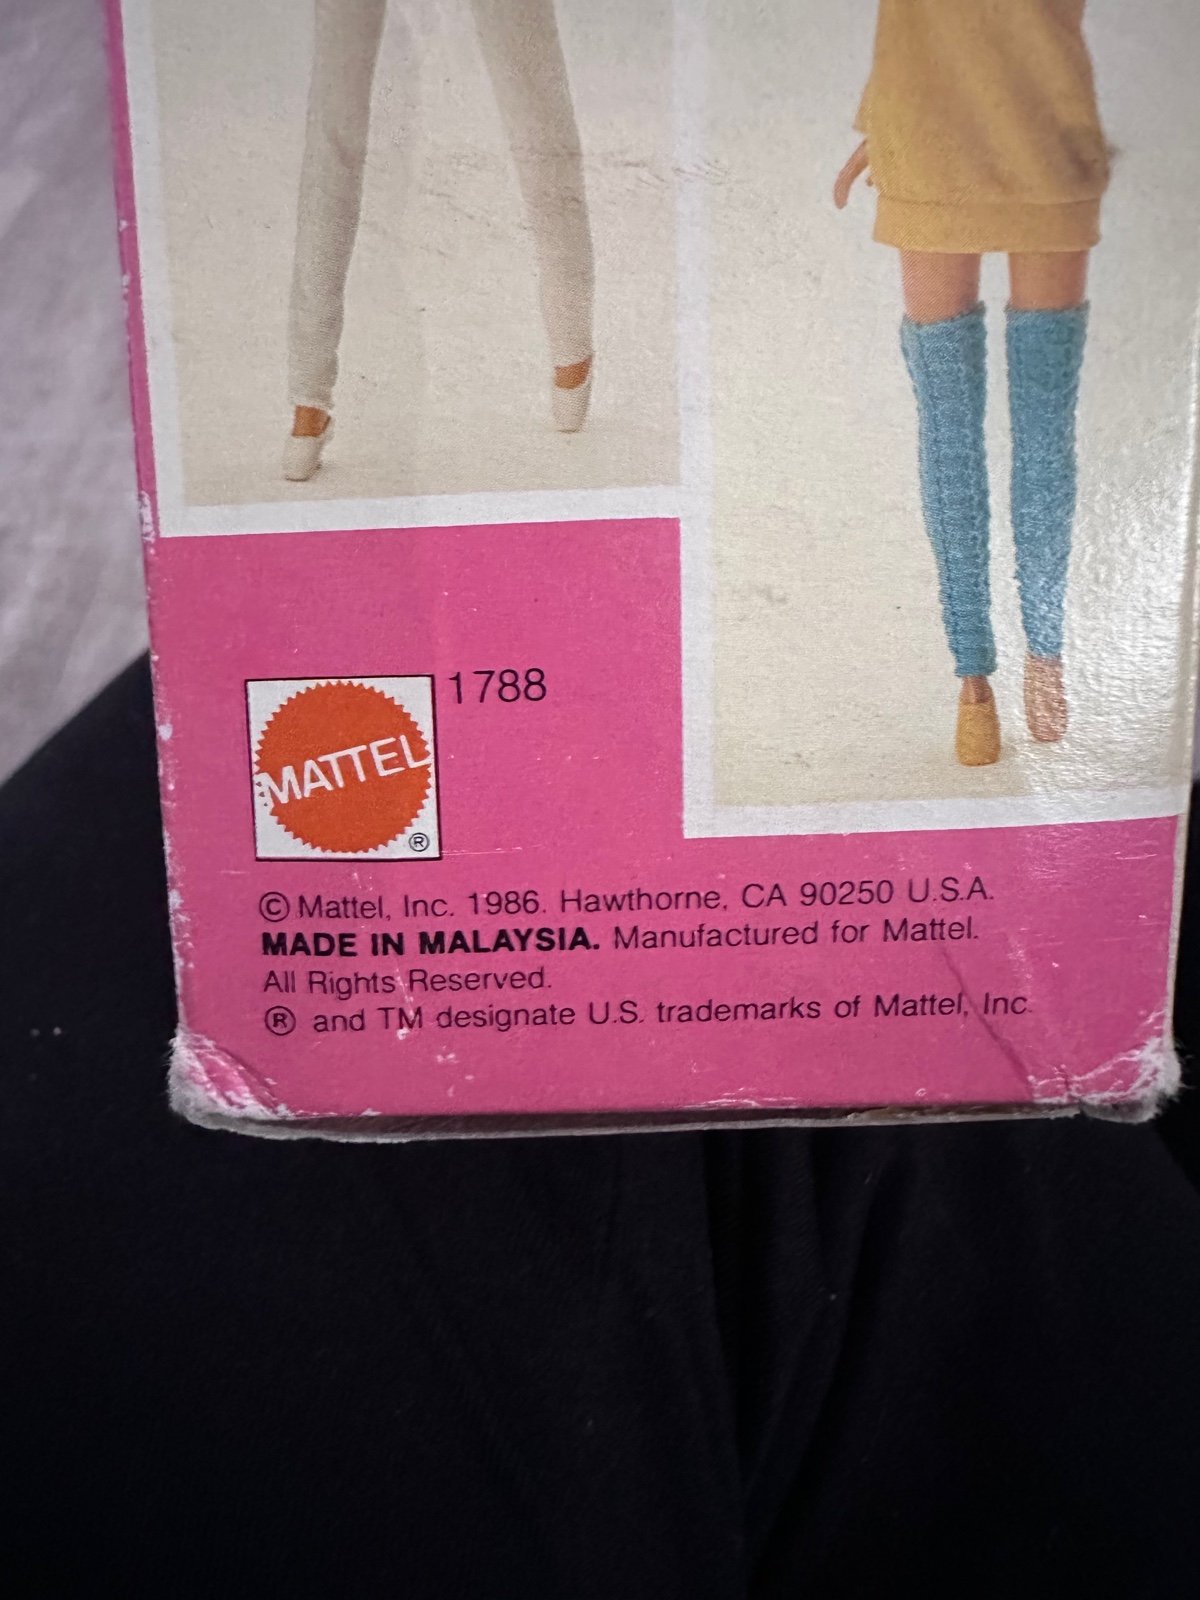 1788
MATTEL
®
© Mattel, Inc. 1986. Hawthorne, CA 90250 U.S.A.
MADE IN MALAYSIA. Manufactured for Mattel.
All Rights Reserved.
® and TM designate U.S. trademarks of Mattel, Inc.